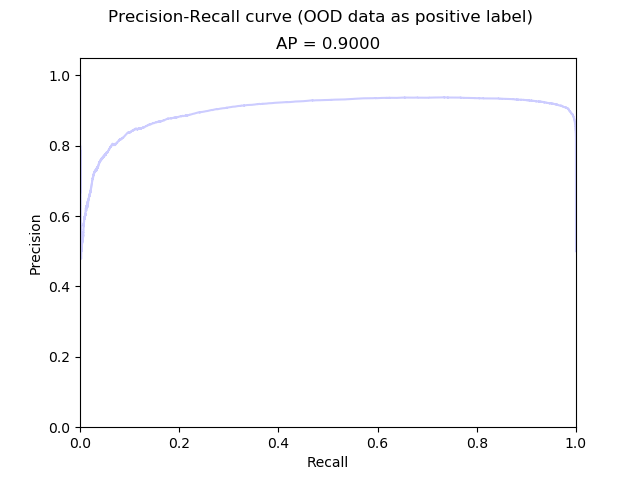 Precision-Recall curve (OOD data as positive label)
AP = 0.9000
1.0
0.8
0.6
0.4
0.2
0.0
Precision
0.0 0.2 0.4 0.6 0.8 1.0
Recall